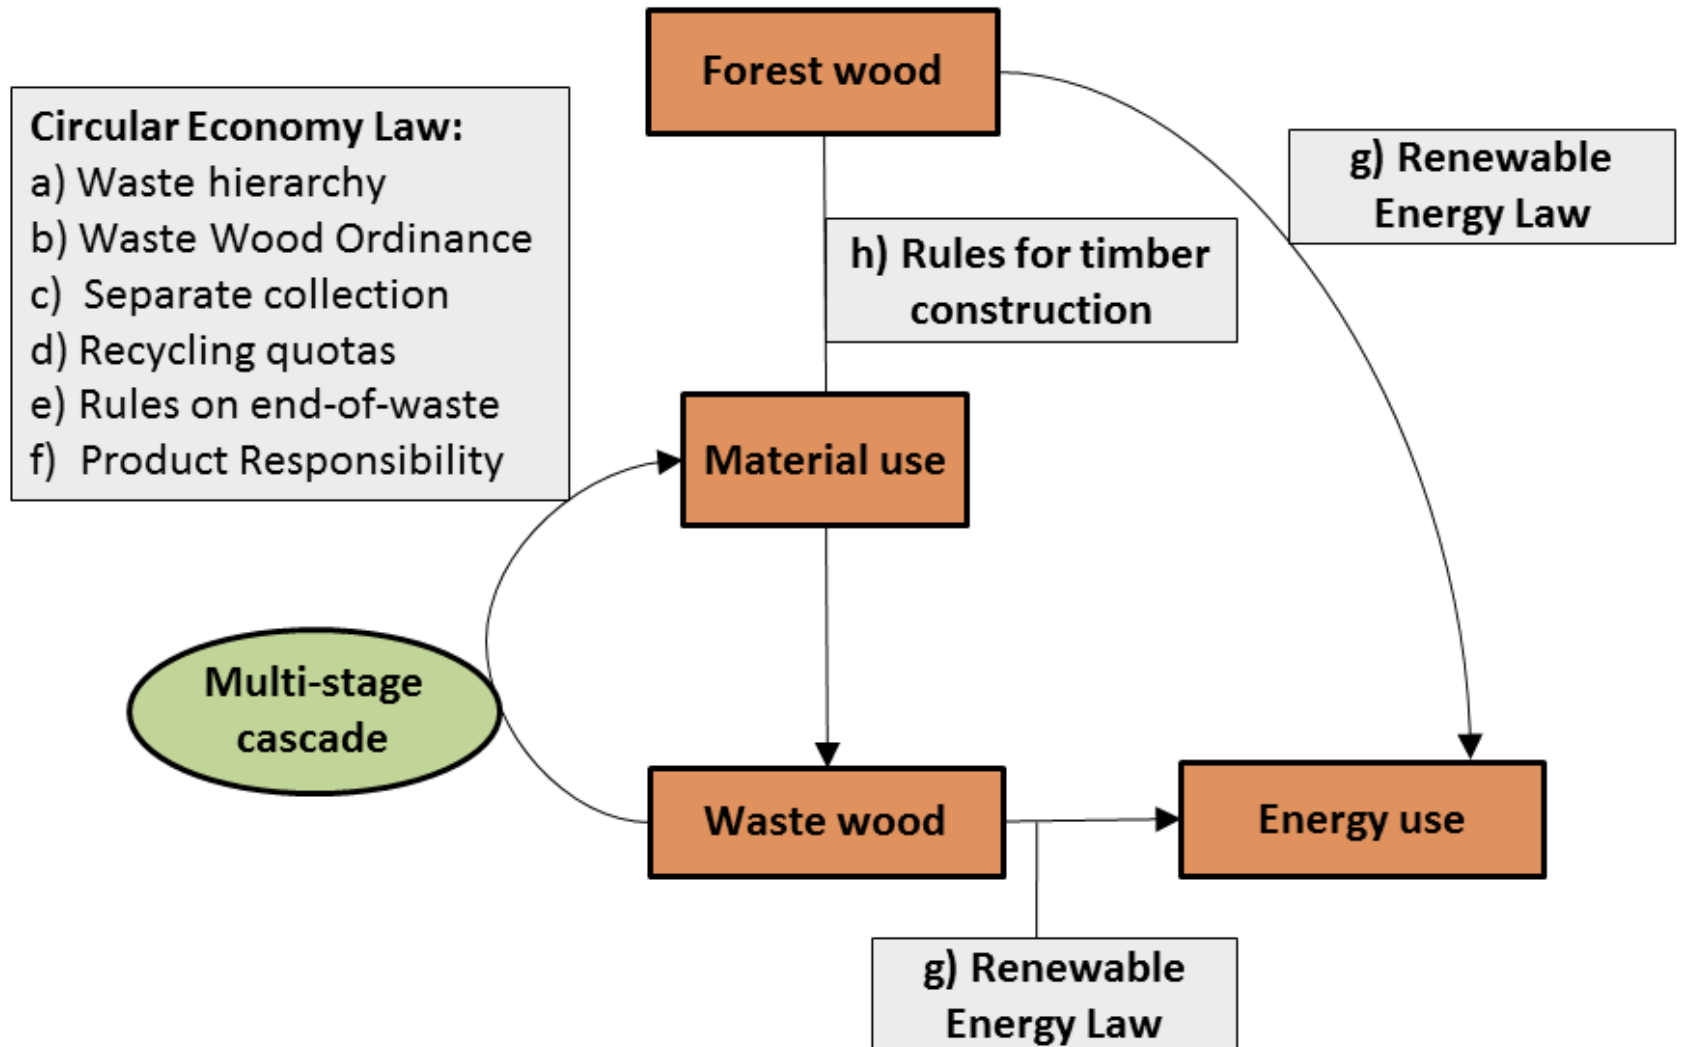 Forest wood
Circular Economy Law:
a) Waste hierarchy
b) Waste Wood Ordinance
c) Separate collection
d) Recycling quotas
e) Rules on end-of-waste
f) Product Responsibility
g) Renewable
Energy Law
h) Rules for timber
construction
Material use
Multi-stage
cascade
Waste wood
Energy use
g) Renewable
Energy Law